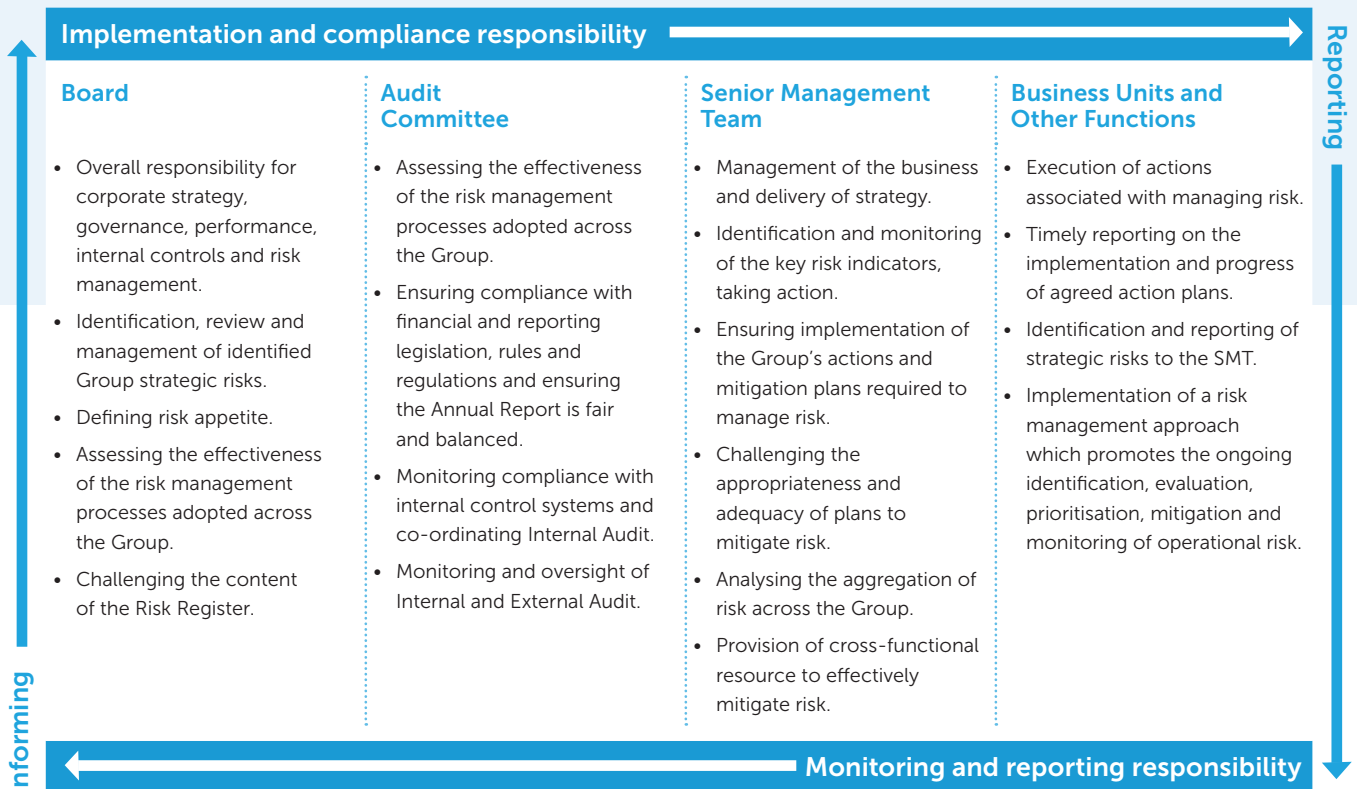 Implementation and compliance responsibility
Reporting
Board
• Overall responsibility for
corporate strategy,
governance, performance,
internal controls and risk
management.
• Identification, review and
management of identified
Group strategic risks.
• Defining risk appetite.
• Assessing the effectiveness
of the risk management
processes adopted across
the Group.
• Challenging the content
of the Risk Register.
Audit
Committee
• Assessing the effectiveness
of the risk management
processes adopted across
the Group.
• Ensuring compliance with
financial and reporting
legislation, rules and
regulations and ensuring
the Annual Report is fair
and balanced.
• Monitoring compliance with
internal control systems and
co-ordinating Internal Audit.
• Monitoring and oversight of
Internal and External Audit.
Senior Management
Team
• Management of the business
and delivery of strategy.
• Identification and monitoring
of the key risk indicators,
taking action.
• Ensuring implementation of
the Group’s actions and
mitigation plans required to
manage risk.
• Challenging the
appropriateness and
adequacy of plans to
mitigate risk.
• Analysing the aggregation of
risk across the Group.
• Provision of cross-functional
resource to effectively
mitigate risk.
Business Units and
Other Functions
• Execution of actions
associated with managing risk.
• Timely reporting on the
implementation and progress
of agreed action plans.
• Identification and reporting of
strategic risks to the SMT.
• Implementation of a risk
management approach
which promotes the ongoing
identification, evaluation,
prioritisation, mitigation and
monitoring of operational risk.
nforming
Monitoring and reporting responsibility